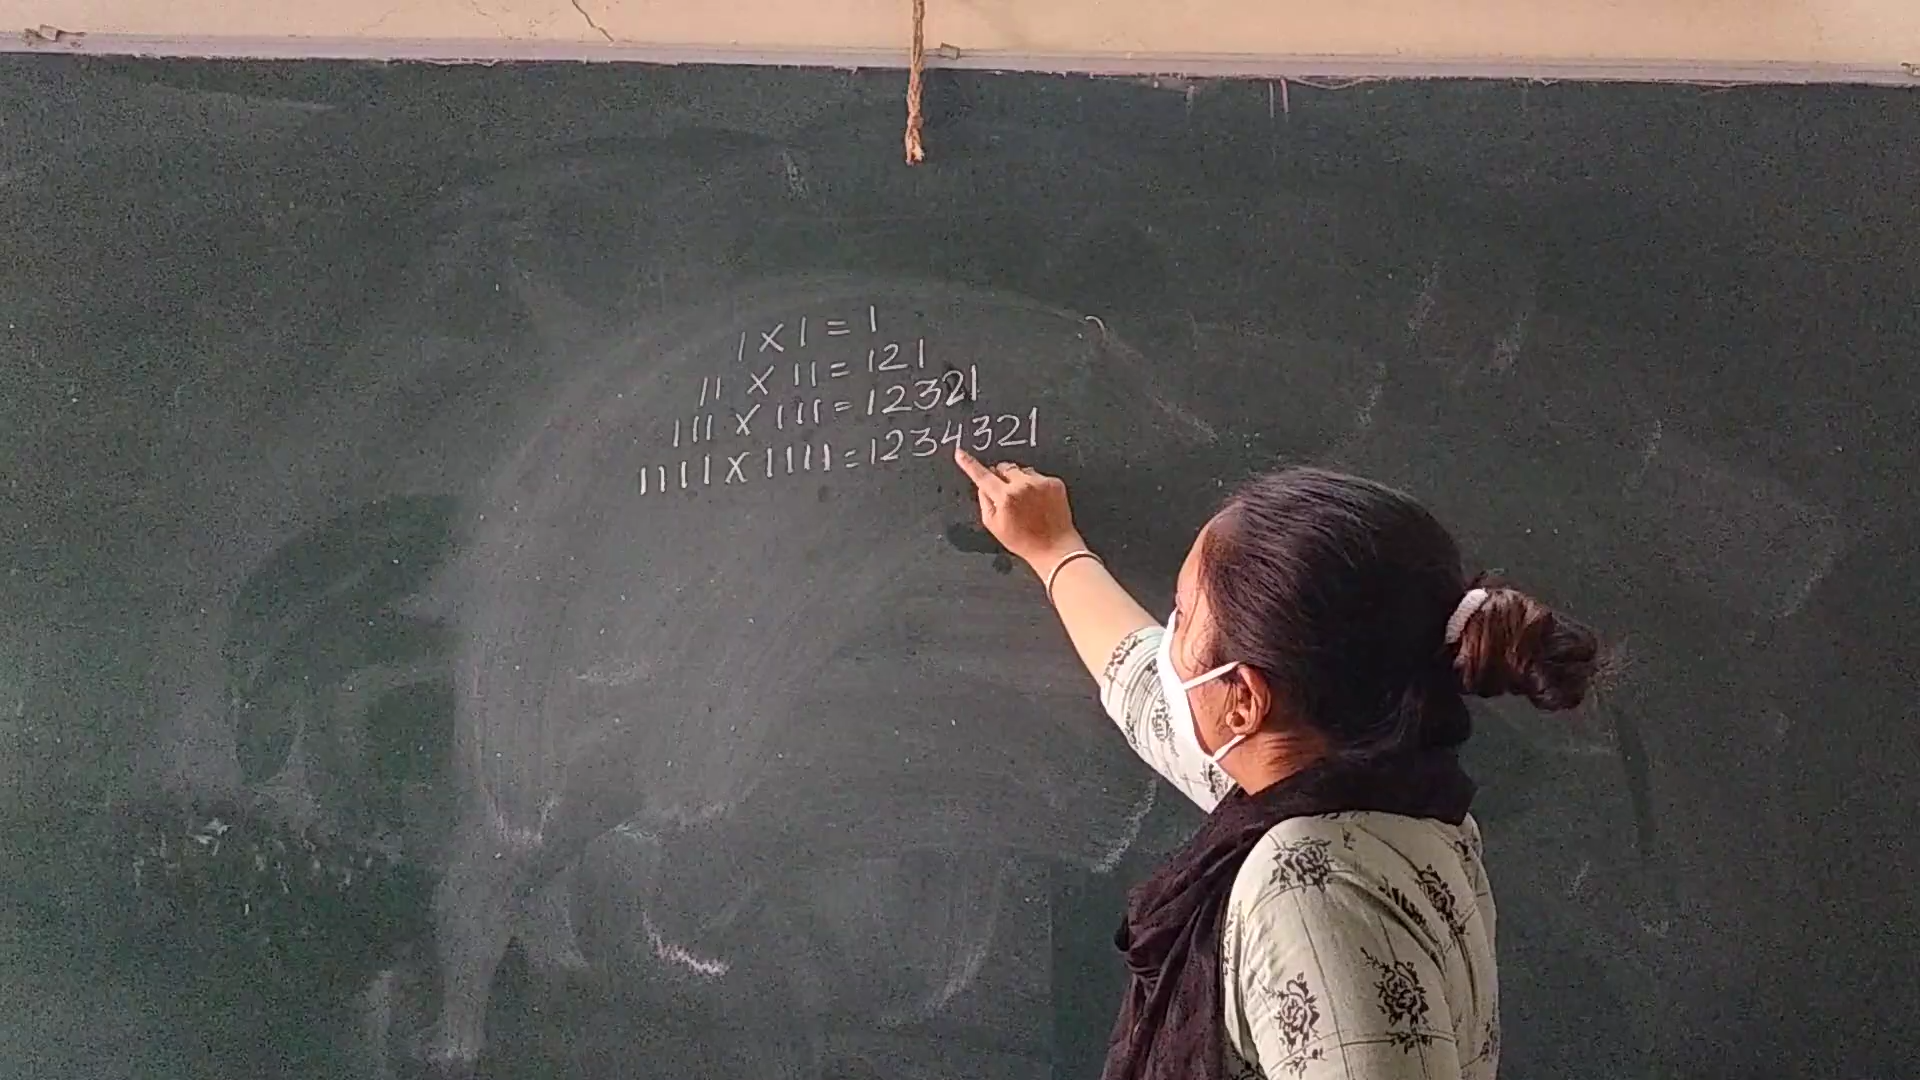 1 X 1 = 1
11 X 11 = 121
111 X 111 = 12321
1111 X 1111 = 1234321